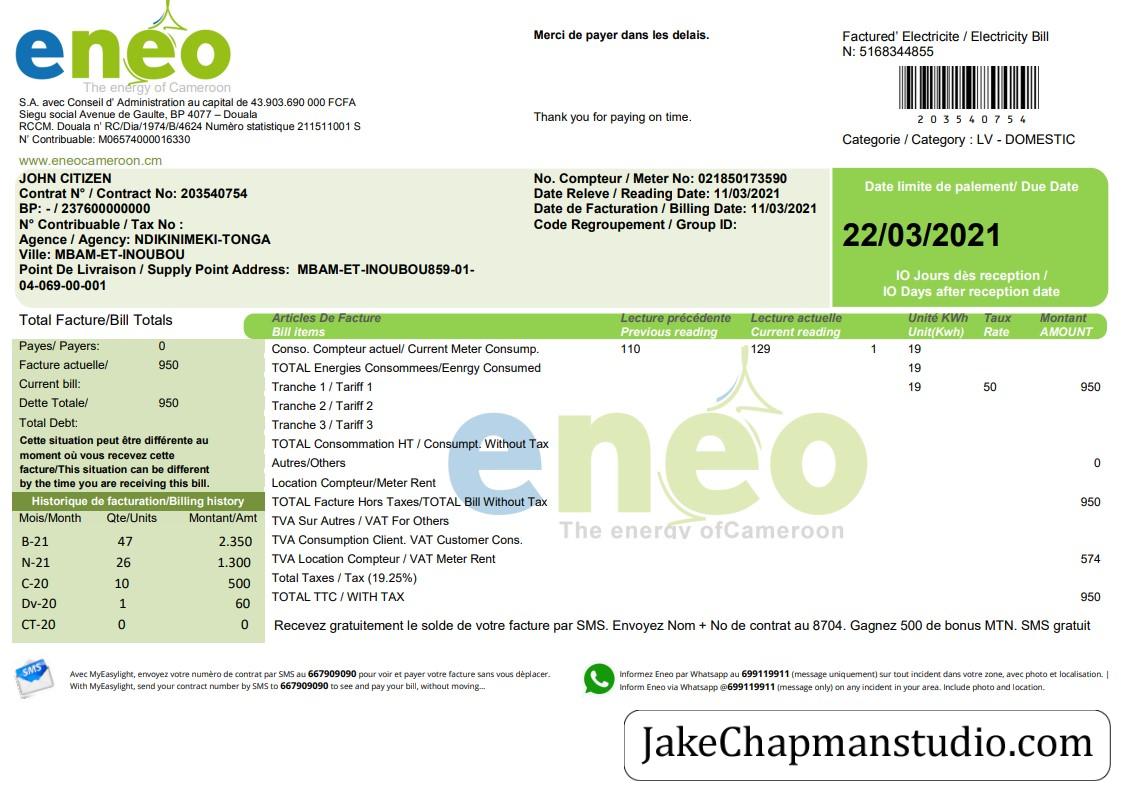 eneo
The energy of Cameroon
S.A. avec Conseil d' Administration au capital de 43.903.690 000 FCFA
Siegu social Avenue de Gaulte, BP 4077 – Douala
RCCM. Douala n' RC/Dia/1974/B/4624 Numèro statistique 211511001 S
N' Contribuable: M06574000016330
www.eneocameroon.cm
Merci de payer dans les delais.
Thank you for paying on time.
Factured' Electricite / Electricity Bill
N: 5168344855
203540754
Categorie / Category : LV - DOMESTIC
JOHN CITIZEN
Contrat N° / Contract No: 203540754
BP: - / 237600000000
N° Contribuable / Tax No :
Agence / Agency: NDIKINIMEKI-TONGA
Ville: MBAM-ET-INOUBOU
Point De Livraison / Supply Point Address: MBAM-ET-INOUBOU859-01-
04-069-00-001
No. Compteur / Meter No: 021850173590
Date Releve / Reading Date: 11/03/2021
Date de Facturation / Billing Date: 11/03/2021
Code Regroupement / Group ID:
Date limite de palement/ Due Date
22/03/2021
IO Jours dès reception /
IO Days after reception date
Total Facture/Bill Totals
Payes/ Payers: 0
Facture actuelle/ 950
Current bill:
Dette Totale/ 950
Total Debt:
Cette situation peut être différente au
moment où vous recevez cette
facture/This situation can be different
by the time you are receiving this bill.
Historique de facturation/Billing history
Mois/Month Qte/Units Montant/Amt
B-21 47 2.350
N-21 26 1.300
C-20 10 500
Dv-20 1 60
CT-20 0 0
Articles De Facture Lecture précédente Lecture actuelle Unité KWh Taux Montant
Bill items Previous reading Current reading Unit(Kwh) Rate AMOUNT
Conso. Compteur actuel/ Current Meter Consump. 110 129 1 19
TOTAL Energies Consommees/Eenrgy Consumed 19
Tranche 1 / Tariff 1 19 50 950
Tranche 2 / Tariff 2
Tranche 3 / Tariff 3
TOTAL Consommation HT / Consumpt. Without Tax
Autres/Others 0
Location Compteur/Meter Rent
TOTAL Facture Hors Taxes/TOTAL Bill Without Tax 950
TVA Sur Autres / VAT For Others
TVA Consumption Client. VAT Customer Cons.
TVA Location Compteur / VAT Meter Rent 574
Total Taxes / Tax (19.25%)
TOTAL TTC / WITH TAX 950
eneo
The energy ofCameroon
Recevez gratuitement le solde de votre facture par SMS. Envoyez Nom + No de contrat au 8704. Gagnez 500 de bonus MTN. SMS gratuit
SMS
Avec MyEasylight, envoyez votre numèro de contrat par SMS au 667909090 pour voir et payer votre facture sans vous déplacer.
With MyEasylight, send your contract number by SMS to 667909090 to see and pay your bill, without moving...
Informez Eneo par Whatsapp au 699119911 (message uniquement) sur tout incident dans votre zone, avec photo et localisation. |
Inform Eneo via Whatsapp @699119911 (message only) on any incident in your area. Include photo and location.
JakeChapmanstudio.com